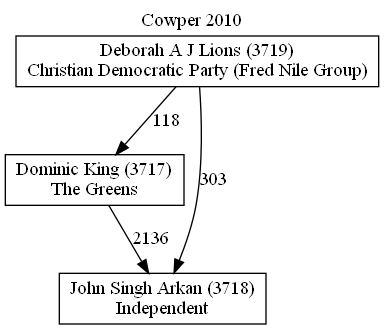 Cowper 2010
Deborah A J Lions (3719)
Christian Democratic Party (Fred Nile Group)
118
Dominic King (3717)
The Greens
303
2136
John Singh Arkan (3718)
Independent